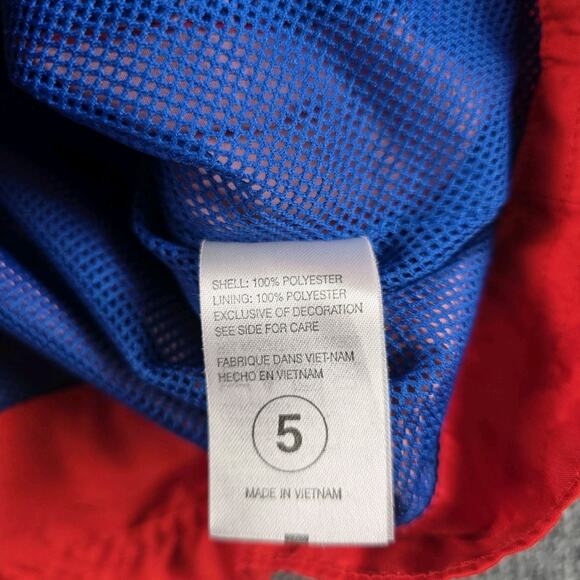 SHELL: 100% POLYESTER
LINING: 100% POLYESTER
EXCLUSIVE OF DECORATION
SEE SIDE FOR CARE
FABRIQUE DANS VIET-NAM
HECHO EN VIETNAM
5
MADE IN VIETNAM